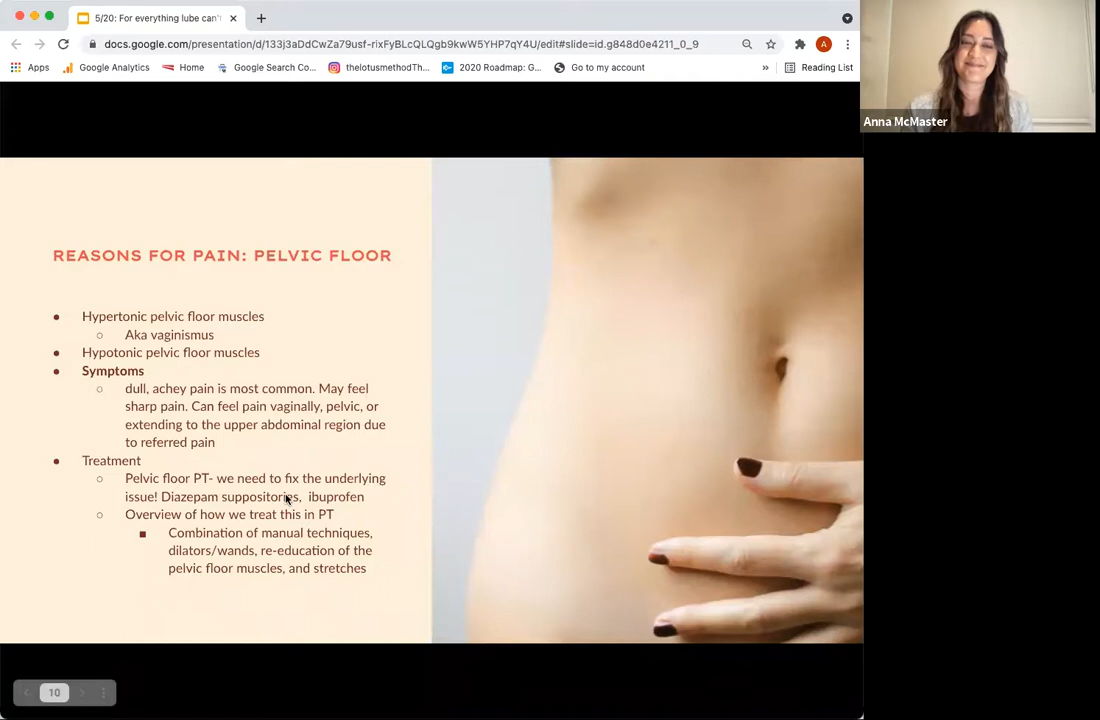 5/20: For everything lube can'
docs.google.com/presentation/d/133j3aDdCwZa79usf-rixFyBLcQLQgb9kwW5YHP7qY4U/edit#slide=id.g848d0e4211_0_9
A
Apps
Google Analytics
Home
Google Search Co...
thelotusmethodTh...
2020 Roadmap: G...
Go to my account
»
Reading List
Anna McMaster
REASONS FOR PAIN: PELVIC FLOOR
● Hypertonic pelvic floor muscles
○ Aka vaginismus
● Hypotonic pelvic floor muscles
● Symptoms
○ dull, achey pain is most common. May feel
sharp pain. Can feel pain vaginally, pelvic, or
extending to the upper abdominal region due
to referred pain
● Treatment
○ Pelvic floor PT- we need to fix the underlying
issue! Diazepam suppositories, ibuprofen
○ Overview of how we treat this in PT
■ Combination of manual techniques,
dilators/wands, re-education of the
pelvic floor muscles, and stretches
10